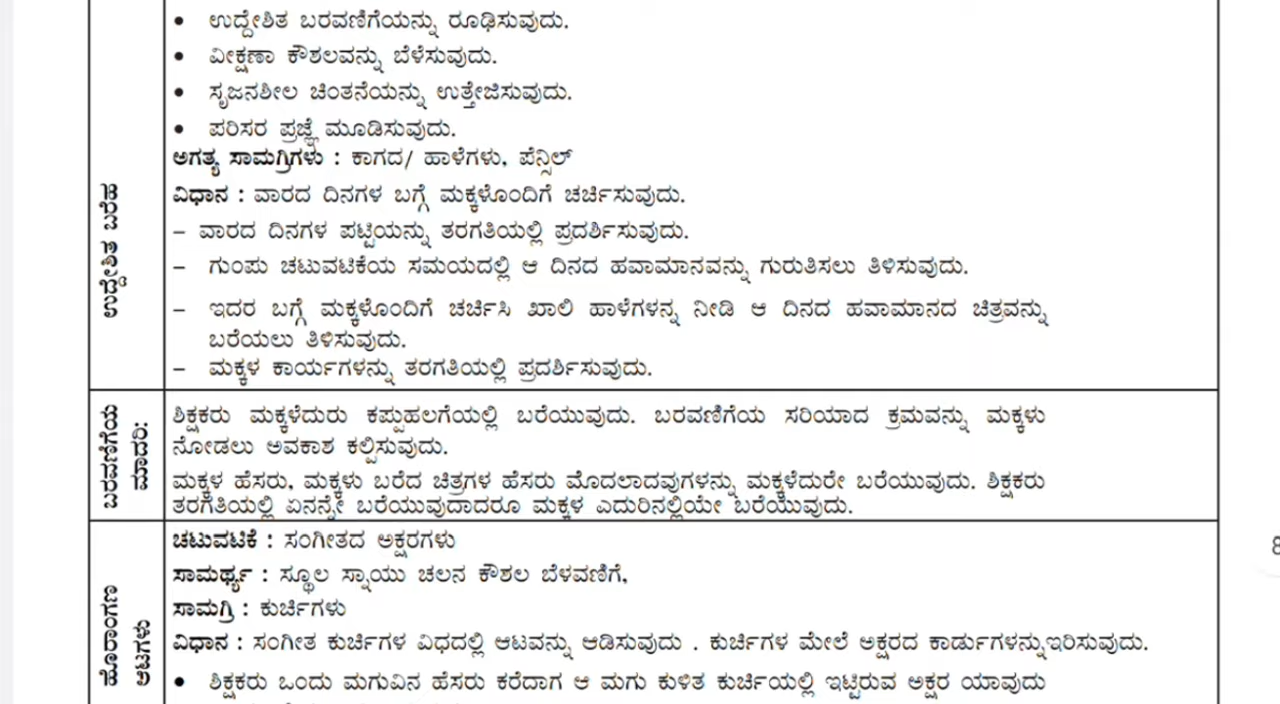 • ಉದ್ದೇಶಿತ ಬರವಣಿಗೆಯನ್ನು ರೂಢಿಸುವುದು.
• ವೀಕ್ಷಣಾ ಕೌಶಲವನ್ನು ಬೆಳೆಸುವುದು.
• ಸೃಜನಶೀಲ ಚಿಂತನೆಯನ್ನು ಉತ್ತೇಜಿಸುವುದು.
• ಪರಿಸರ ಪ್ರಜ್ಞೆ ಮೂಡಿಸುವುದು.
ಅಗತ್ಯ ಸಾಮಗ್ರಿಗಳು : ಕಾಗದ/ ಹಾಳೆಗಳು, ಪೆನ್ಸಿಲ್
ಉದ್ದೇಶಿತ ಬರೆಹ
ವಿಧಾನ : ವಾರದ ದಿನಗಳ ಬಗ್ಗೆ ಮಕ್ಕಳೊಂದಿಗೆ ಚರ್ಚಿಸುವುದು.
– ವಾರದ ದಿನಗಳ ಪಟ್ಟಿಯನ್ನು ತರಗತಿಯಲ್ಲಿ ಪ್ರದರ್ಶಿಸುವುದು.
– ಗುಂಪು ಚಟುವಟಿಕೆಯ ಸಮಯದಲ್ಲಿ ಆ ದಿನದ ಹವಾಮಾನವನ್ನು ಗುರುತಿಸಲು ತಿಳಿಸುವುದು.
– ಇದರ ಬಗ್ಗೆ ಮಕ್ಕಳೊಂದಿಗೆ ಚರ್ಚಿಸಿ ಖಾಲಿ ಹಾಳೆಗಳನ್ನ ನೀಡಿ ಆ ದಿನದ ಹವಾಮಾನದ ಚಿತ್ರವನ್ನು
ಬರೆಯಲು ತಿಳಿಸುವುದು.
– ಮಕ್ಕಳ ಕಾರ್ಯಗಳನ್ನು ತರಗತಿಯಲ್ಲಿ ಪ್ರದರ್ಶಿಸುವುದು.
ಬರವಣಿಗೆಯ
ಮಾದರಿ:
ಶಿಕ್ಷಕರು ಮಕ್ಕಳೆದುರು ಕಪ್ಪುಹಲಗೆಯಲ್ಲಿ ಬರೆಯುವುದು. ಬರವಣಿಗೆಯ ಸರಿಯಾದ ಕ್ರಮವನ್ನು ಮಕ್ಕಳು
ನೋಡಲು ಅವಕಾಶ ಕಲ್ಪಿಸುವುದು.
ಮಕ್ಕಳ ಹೆಸರು, ಮಕ್ಕಳು ಬರೆದ ಚಿತ್ರಗಳ ಹೆಸರು ಮೊದಲಾದವುಗಳನ್ನು ಮಕ್ಕಳೆದುರೇ ಬರೆಯುವುದು. ಶಿಕ್ಷಕರು
ತರಗತಿಯಲ್ಲಿ ಏನನ್ನೇ ಬರೆಯುವುದಾದರೂ ಮಕ್ಕಳ ಎದುರಿನಲ್ಲಿಯೇ ಬರೆಯುವುದು.
ಹೊರಾಂಗಣ
ಆಟಗಳು
ಚಟುವಟಿಕೆ : ಸಂಗೀತದ ಅಕ್ಷರಗಳು
ಸಾಮರ್ಥ್ಯ : ಸ್ಥೂಲ ಸ್ನಾಯು ಚಲನ ಕೌಶಲ ಬೆಳವಣಿಗೆ,
ಸಾಮಗ್ರಿ : ಕುರ್ಚಿಗಳು
ವಿಧಾನ : ಸಂಗೀತ ಕುರ್ಚಿಗಳ ವಿಧದಲ್ಲಿ ಆಟವನ್ನು ಆಡಿಸುವುದು . ಕುರ್ಚಿಗಳ ಮೇಲೆ ಅಕ್ಷರದ ಕಾರ್ಡುಗಳನ್ನುಇರಿಸುವುದು.
• ಶಿಕ್ಷಕರು ಒಂದು ಮಗುವಿನ ಹೆಸರು ಕರೆದಾಗ ಆ ಮಗು ಕುಳಿತ ಕುರ್ಚಿಯಲ್ಲಿ ಇಟ್ಟಿರುವ ಅಕ್ಷರ ಯಾವುದು